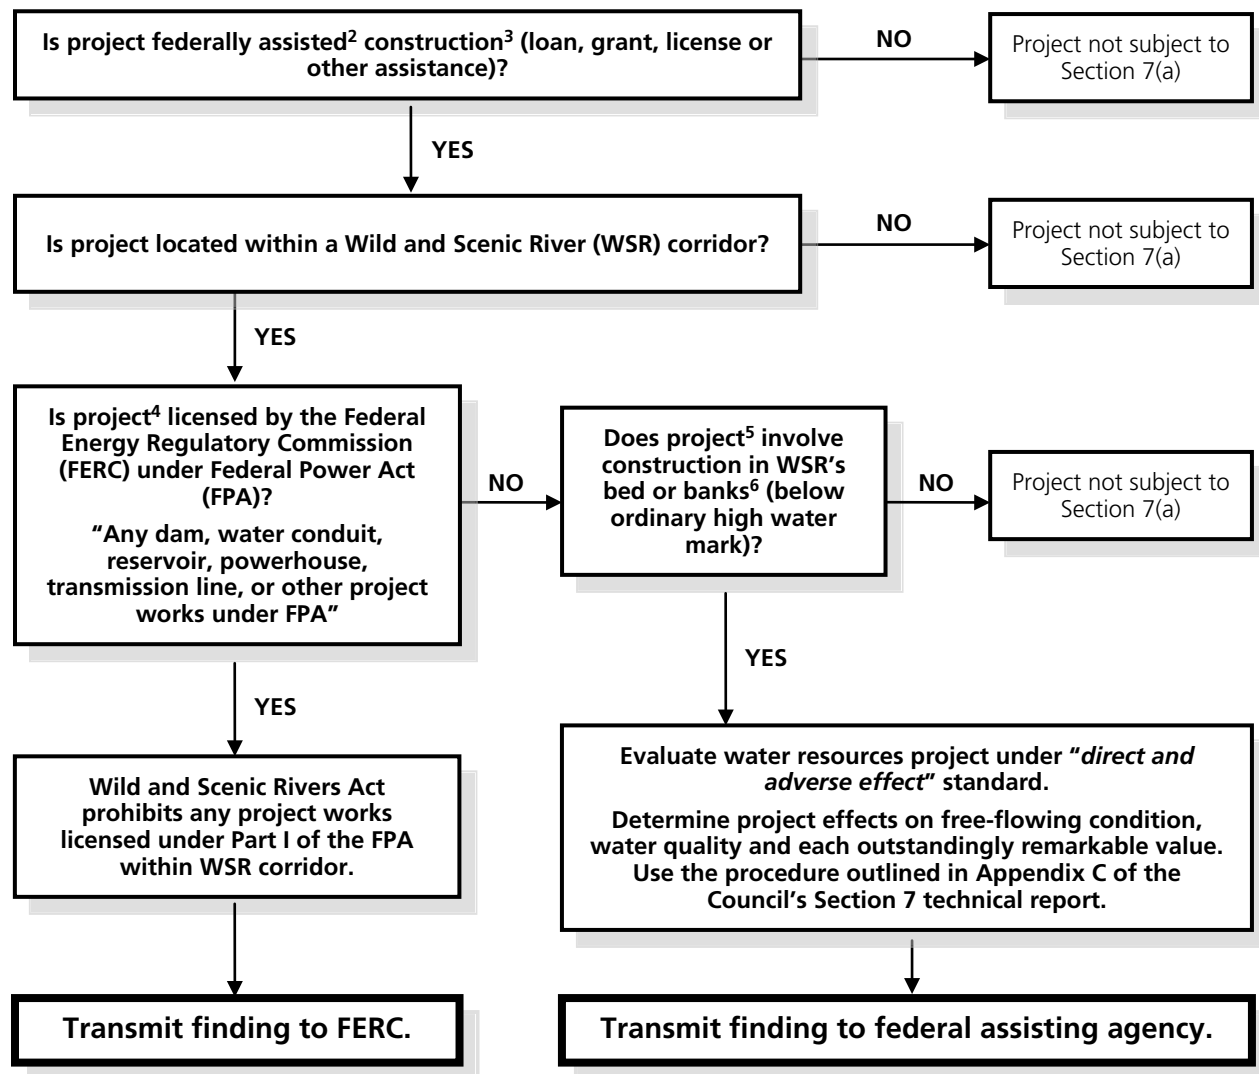 Is project federally assisted² construction³ (loan, grant, license or
other assistance)?
NO
Project not subject to
Section 7(a)
YES
Is project located within a Wild and Scenic River (WSR) corridor?
NO
Project not subject to
Section 7(a)
YES
Is project⁴ licensed by the Federal
Energy Regulatory Commission
(FERC) under Federal Power Act
(FPA)?
"Any dam, water conduit,
reservoir, powerhouse,
transmission line, or other project
works under FPA"
NO
Does project⁵ involve
construction in WSR's
bed or banks⁶ (below
ordinary high water
mark)?
NO
Project not subject to
Section 7(a)
YES
YES
Wild and Scenic Rivers Act
prohibits any project works
licensed under Part I of the FPA
within WSR corridor.
Evaluate water resources project under "direct and
adverse effect" standard.
Determine project effects on free-flowing condition,
water quality and each outstandingly remarkable value.
Use the procedure outlined in Appendix C of the
Council's Section 7 technical report.
Transmit finding to FERC.
Transmit finding to federal assisting agency.